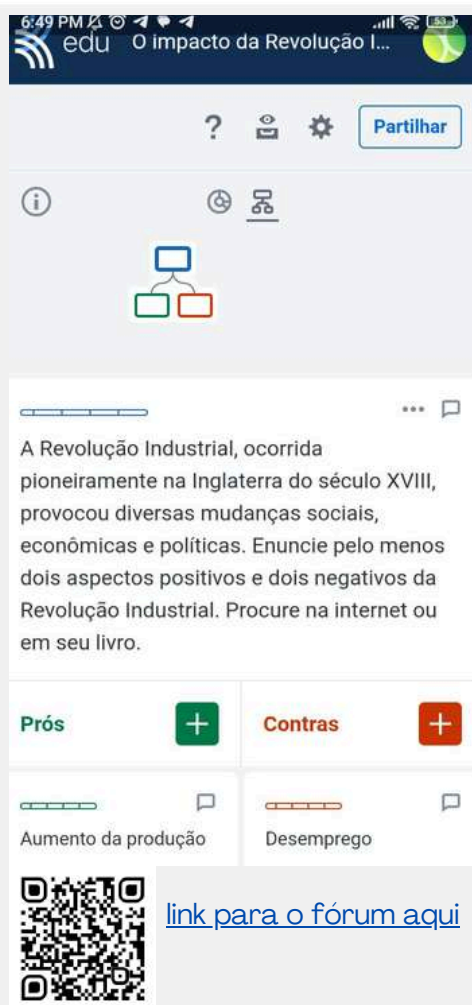 6:49 PM
53
edu O impacto da Revolução I...
? Partilhar
A Revolução Industrial, ocorrida
pioneiramente na Inglaterra do século XVIII,
provocou diversas mudanças sociais,
econômicas e políticas. Enuncie pelo menos
dois aspectos positivos e dois negativos da
Revolução Industrial. Procure na internet ou
em seu livro.
Prós + Contras +
Aumento da produção Desemprego
link para o fórum aqui